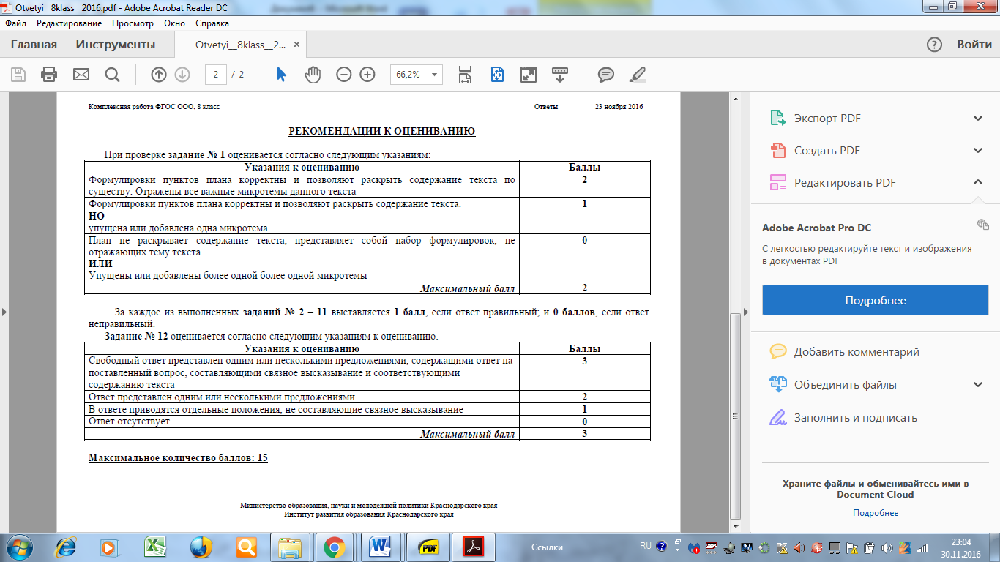 Otvetyi__8klass__2016.pdf - Adobe Acrobat Reader DC
Файл Редактирование Просмотр Окно Справка
Главная Инструменты Otvetyi__8klass__2... × ? Войти
2 / 2 66,2%
Комплексная работа ФГОС ООО, 8 класс Ответы 23 ноября 2016
РЕКОМЕНДАЦИИ К ОЦЕНИВАНИЮ
При проверке задание № 1 оценивается согласно следующим указаниям:
Указания к оцениванию Баллы
Формулировки пунктов плана корректны и позволяют раскрыть содержание текста по 2
существу. Отражены все важные микротемы данного текста
Формулировки пунктов плана корректны и позволяют раскрыть содержание текста. 1
НО
упущена или добавлена одна микротема
План не раскрывает содержание текста, представляет собой набор формулировок, не 0
отражающих тему текста.
ИЛИ
Упущены или добавлены более одной более одной микротемы
Максимальный балл 2
За каждое из выполненных заданий № 2 – 11 выставляется 1 балл, если ответ правильный; и 0 баллов, если ответ
неправильный.
Задание № 12 оценивается согласно следующим указаниям к оцениванию.
Указания к оцениванию Баллы
Свободный ответ представлен одним или несколькими предложениями, содержащими ответ на 3
поставленный вопрос, составляющими связное высказывание и соответствующими
содержанию текста
Ответ представлен одним или несколькими предложениями 2
В ответе приводятся отдельные положения, не составляющие связное высказывание 1
Ответ отсутствует 0
Максимальный балл 3
Максимальное количество баллов: 15
Министерство образования, науки и молодежной политики Краснодарского края
Институт развития образования Краснодарского края
Экспорт PDF
Создать PDF
Редактировать PDF
Adobe Acrobat Pro DC
С легкостью редактируйте текст и изображения
в документах PDF
Подробнее
Добавить комментарий
Объединить файлы
Заполнить и подписать
Храните файлы и обменивайтесь ими в
Document Cloud
Подробнее
Ссылки RU 23:04
30.11.2016